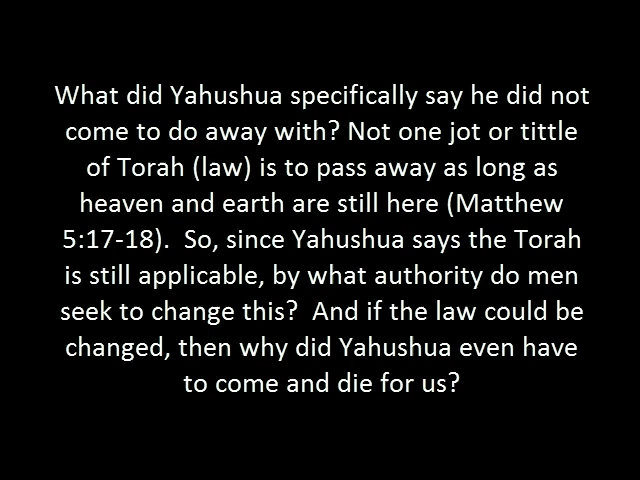 What did Yahushua specifically say he did not
come to do away with? Not one jot or tittle
of Torah (law) is to pass away as long as
heaven and earth are still here (Matthew
5:17-18).  So, since Yahushua says the Torah
is still applicable, by what authority do men
seek to change this?  And if the law could be
changed, then why did Yahushua even have
to come and die for us?